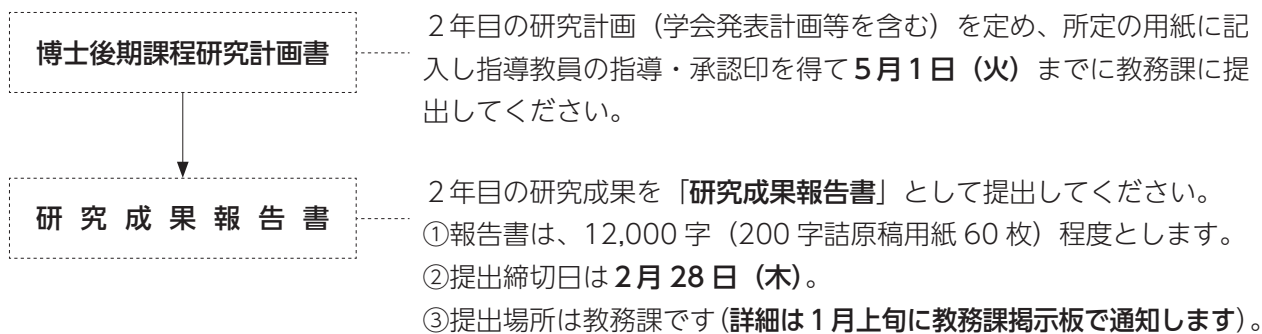 博士後期課程研究計画書
２年目の研究計画（学会発表計画等を含む）を定め、所定の用紙に記
入し指導教員の指導・承認印を得て５月１日（火）までに教務課に提
出してください。
研究成果報告書
２年目の研究成果を「研究成果報告書」として提出してください。
①報告書は、12,000 字（200 字詰原稿用紙 60 枚）程度とします。
②提出締切日は２月 28 日（木）。
③提出場所は教務課です（詳細は１月上旬に教務課掲示板で通知します）。